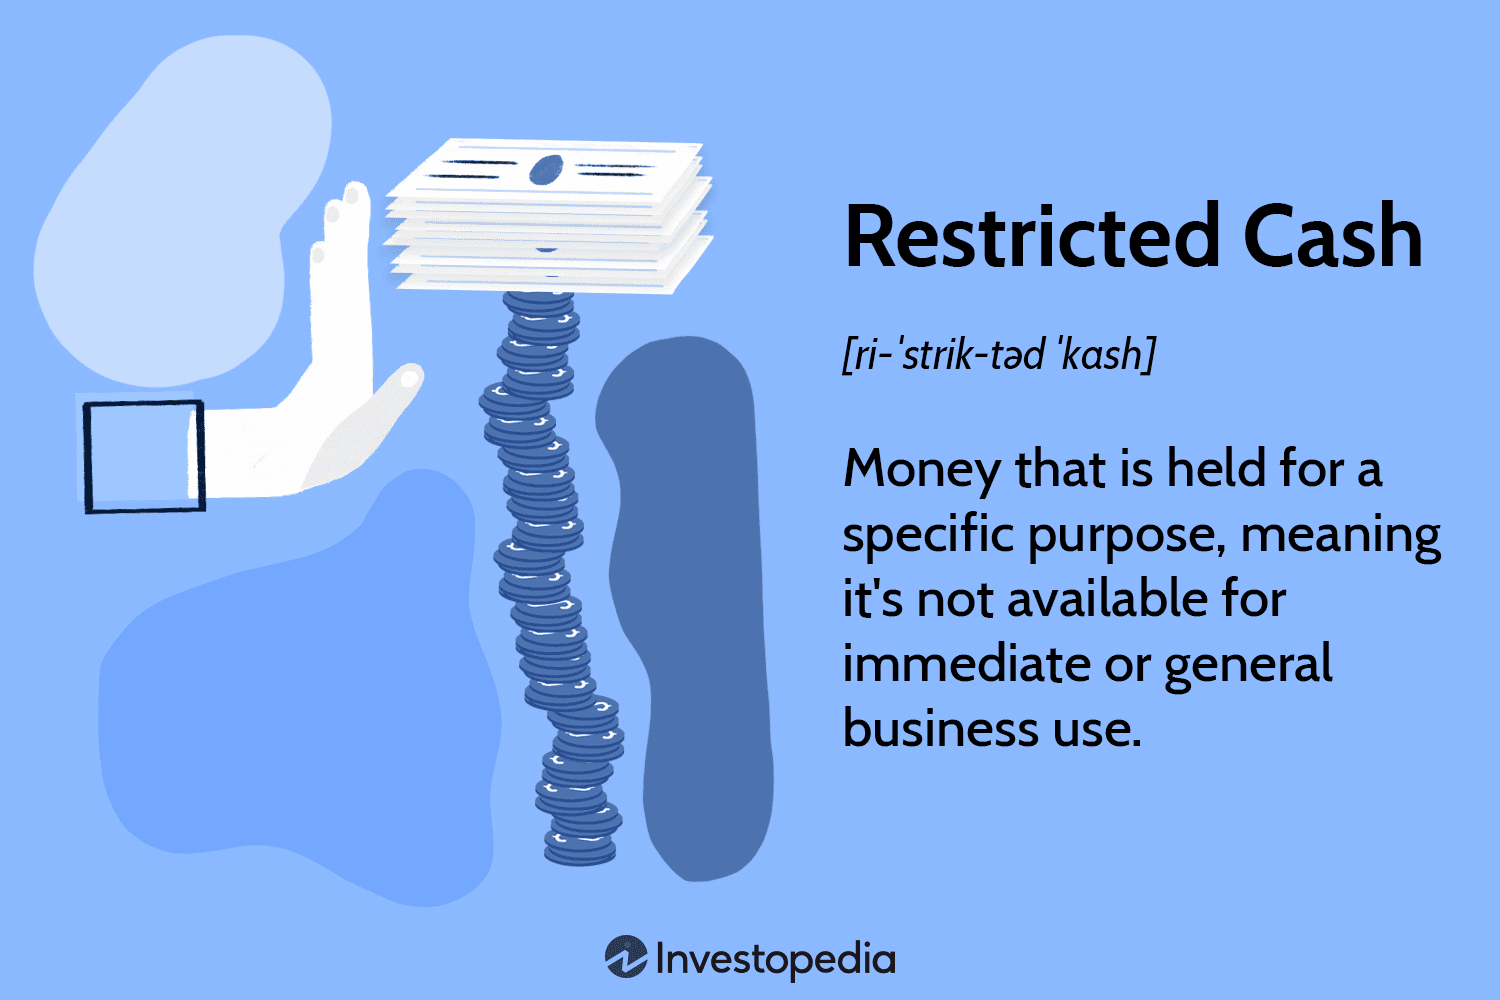 Restricted Cash
[ri-ˈstrik-təd ˈkash]
Money that is held for a
specific purpose, meaning
it's not available for
immediate or general
business use.
Investopedia